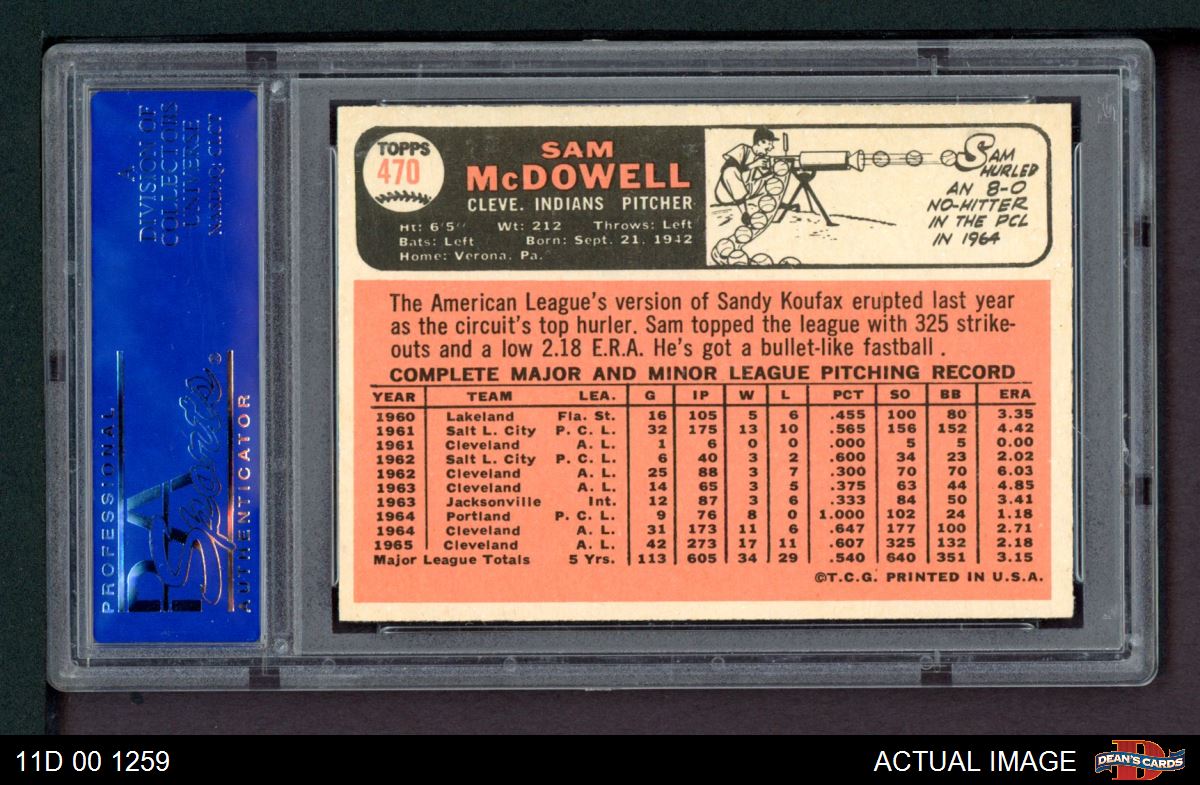 A
DIVISION OF
COLLECTORS
UNIVERSE
NASDAQ: CLCT
PROFESSIONAL
PSA
Sports®
AUTHENTICATOR
TOPPS
470
SAM
McDOWELL
CLEVE. INDIANS PITCHER
Ht: 6'5" Wt: 212 Throws: Left
Bats: Left Born: Sept. 21, 1942
Home: Verona, Pa.
SAM
HURLED
AN 8-0
NO-HITTER
IN THE PCL
IN 1964
The American League's version of Sandy Koufax erupted last year
as the circuit's top hurler. Sam topped the league with 325 strike-
outs and a low 2.18 E.R.A. He's got a bullet-like fastball.
COMPLETE MAJOR AND MINOR LEAGUE PITCHING RECORD
YEAR TEAM LEA. G IP W L PCT SO BB ERA
1960 Lakeland Fla. St. 16 105 5 6 .455 100 80 3.35
1961 Salt L. City P. C. L. 32 175 13 10 .565 156 152 4.42
1961 Cleveland A. L. 1 6 0 0 .000 5 5 0.00
1962 Salt L. City P. C. L. 6 40 3 2 .600 34 23 2.02
1962 Cleveland A. L. 25 88 3 7 .300 70 70 6.03
1963 Cleveland A. L. 14 65 3 5 .375 63 44 4.85
1963 Jacksonville Int. 12 87 3 6 .333 84 50 3.41
1964 Portland P. C. L. 9 76 8 0 1.000 102 24 1.18
1964 Cleveland A. L. 31 173 11 6 .647 177 100 2.71
1965 Cleveland A. L. 42 273 17 11 .607 325 132 2.18
Major League Totals 5 Yrs. 113 605 34 29 .540 640 351 3.15
©T.C.G. PRINTED IN U.S.A.
11D 00 1259
ACTUAL IMAGE
D
DEAN'S CARDS